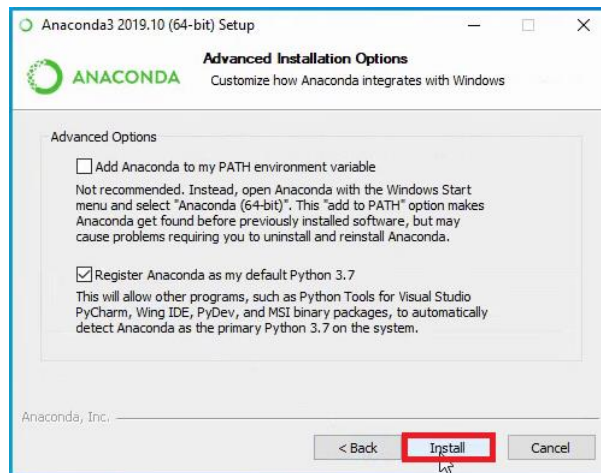 Anaconda3 2019.10 (64-bit) Setup
Advanced Installation Options
ANACONDA
Customize how Anaconda integrates with Windows
Advanced Options
Add Anaconda to my PATH environment variable
Not recommended. Instead, open Anaconda with the Windows Start
menu and select "Anaconda (64-bit)". This "add to PATH" option makes
Anaconda get found before previously installed software, but may
cause problems requiring you to uninstall and reinstall Anaconda.
Register Anaconda as my default Python 3.7
This will allow other programs, such as Python Tools for Visual Studio
PyCharm, Wing IDE, PyDev, and MSI binary packages, to automatically
detect Anaconda as the primary Python 3.7 on the system.
Anaconda, Inc.
< Back Install Cancel